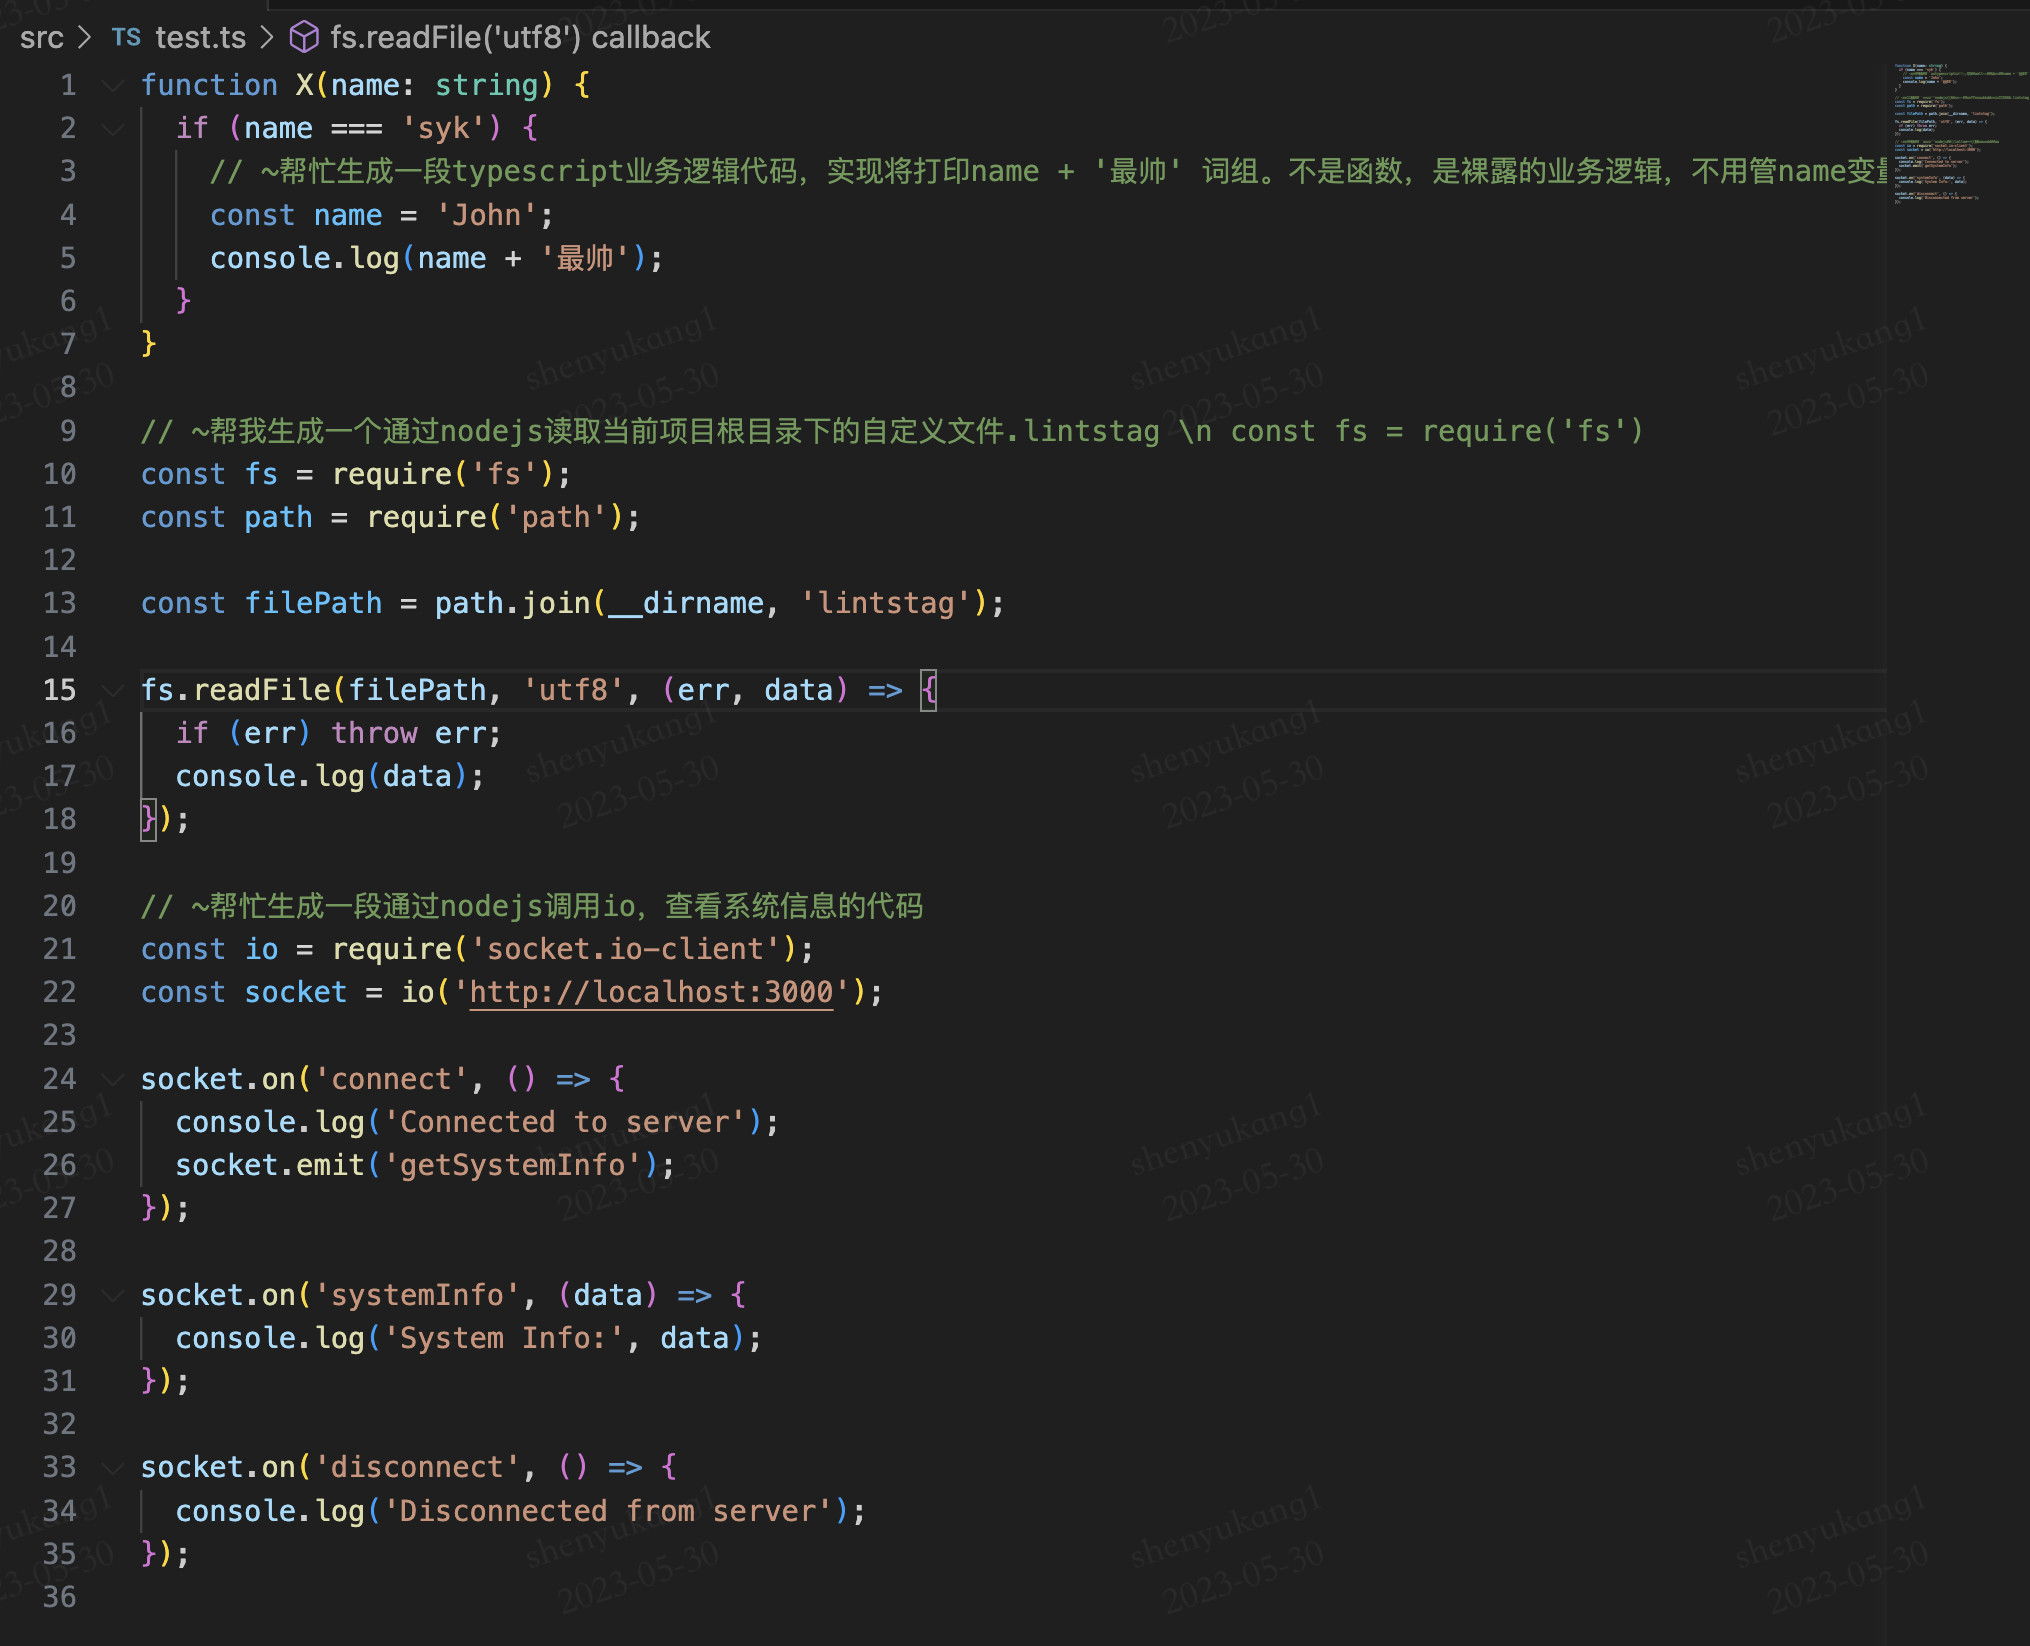 src > TS test.ts > fs.readFile('utf8') callback
1 function X(name: string) {
2 if (name === 'syk') {
3 // ~帮忙生成一段typescript业务逻辑代码，实现将打印name + '最帅' 词组。不是函数，是裸露的业务逻辑，不用管name变量
4 const name = 'John';
5 console.log(name + '最帅');
6 }
7 }
8
9 // ~帮我生成一个通过nodejs读取当前项目根目录下的自定义文件.lintstag \n const fs = require('fs')
10 const fs = require('fs');
11 const path = require('path');
12
13 const filePath = path.join(__dirname, 'lintstag');
14
15 fs.readFile(filePath, 'utf8', (err, data) => {
16 if (err) throw err;
17 console.log(data);
18 });
19
20 // ~帮忙生成一段通过nodejs调用io，查看系统信息的代码
21 const io = require('socket.io-client');
22 const socket = io('http://localhost:3000');
23
24 socket.on('connect', () => {
25 console.log('Connected to server');
26 socket.emit('getSystemInfo');
27 });
28
29 socket.on('systemInfo', (data) => {
30 console.log('System Info:', data);
31 });
32
33 socket.on('disconnect', () => {
34 console.log('Disconnected from server');
35 });
36
shenyukang1
2023-05-30